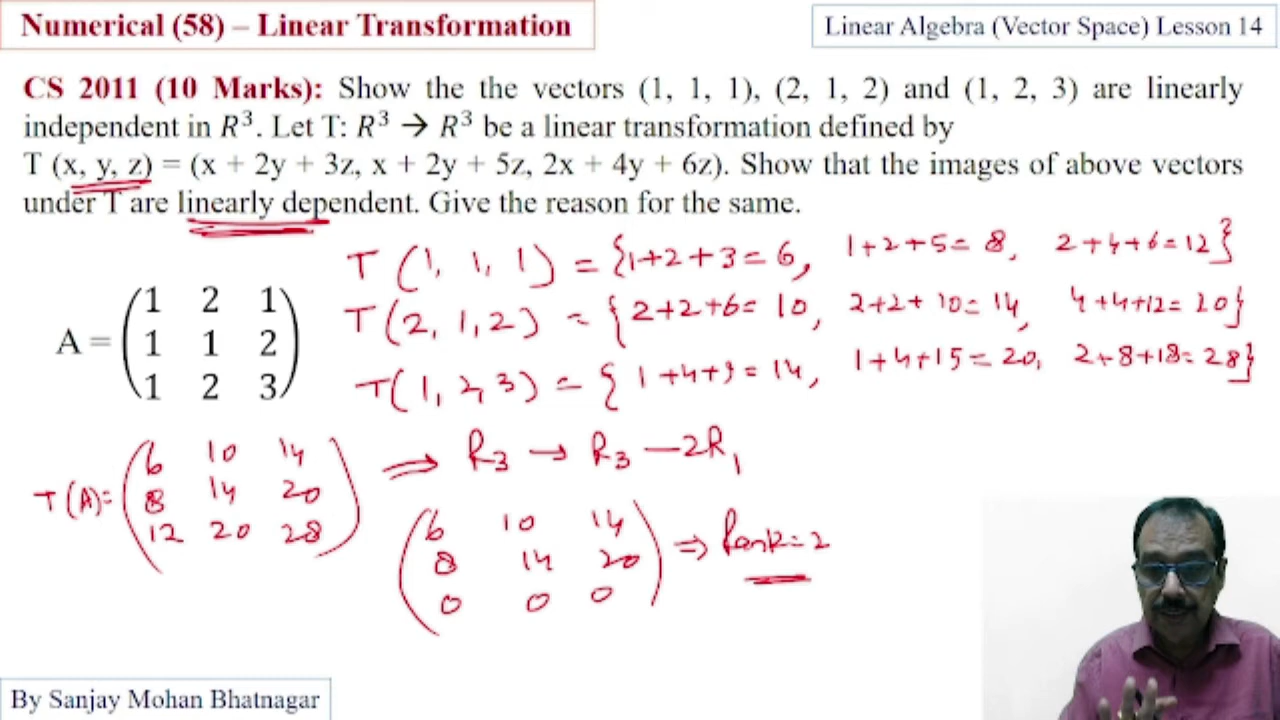 Numerical (58) – Linear Transformation
Linear Algebra (Vector Space) Lesson 14
CS 2011 (10 Marks): Show the the vectors (1, 1, 1), (2, 1, 2) and (1, 2, 3) are linearly
independent in R³. Let T: R³ → R³ be a linear transformation defined by
T (x, y, z) = (x + 2y + 3z, x + 2y + 5z, 2x + 4y + 6z). Show that the images of above vectors
under T are linearly dependent. Give the reason for the same.
T (1, 1, 1) = {1+2+3=6, 1+2+5=8, 2+4+6=12}
T (2, 1, 2) = {2+2+6=10, 2+2+10=14, 4+4+12=20}
T (1, 2, 3) = {1+4+9=14, 1+4+15=20, 2+8+18=28}
1 2 1
A = 1 1 2
1 2 3
6 10 14
T(A)= 8 14 20
12 20 28
⇒ R₃ → R₃ – 2R₁
6 10 14
8 14 20 ⇒ Rank=2
0 0 0
By Sanjay Mohan Bhatnagar